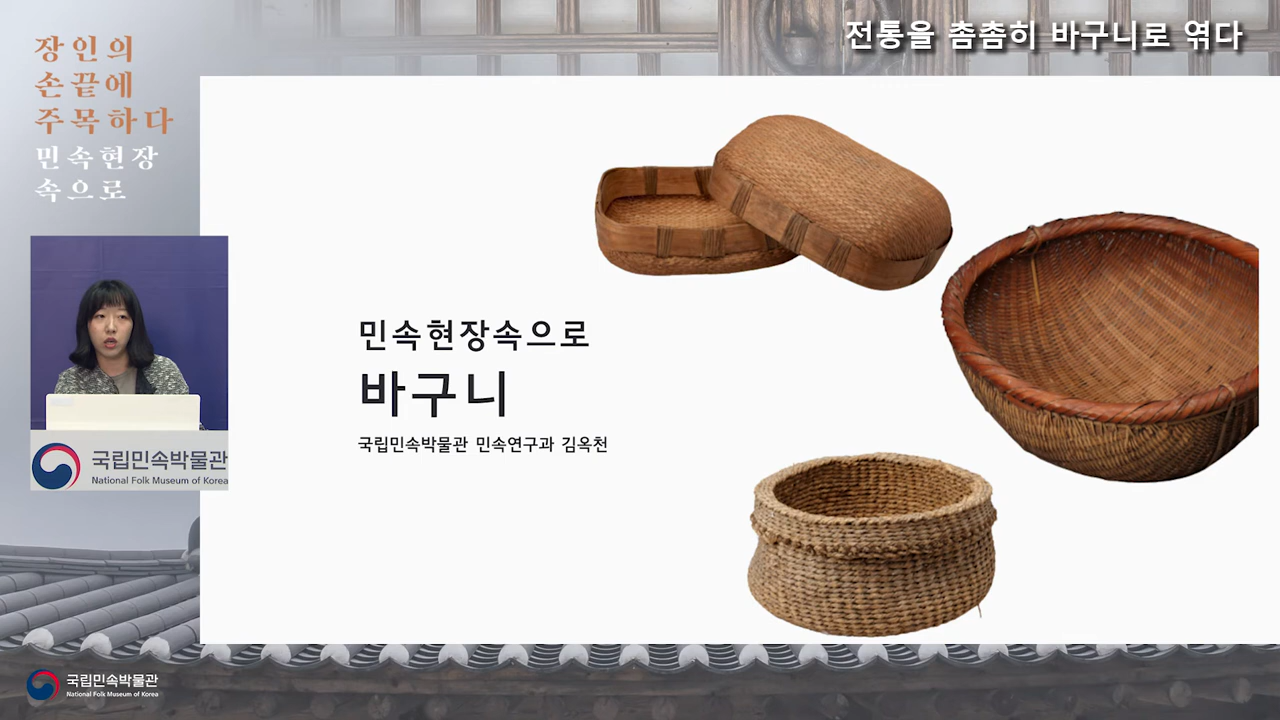 전통을 촘촘히 바구니로 엮다
장인의
손끝에
주목하다
민속현장
속으로
민속현장속으로
바구니
국립민속박물관 민속연구과 김옥천
국립민속박물관
National Folk Museum of Korea
국립민속박물관
National Folk Museum of Korea